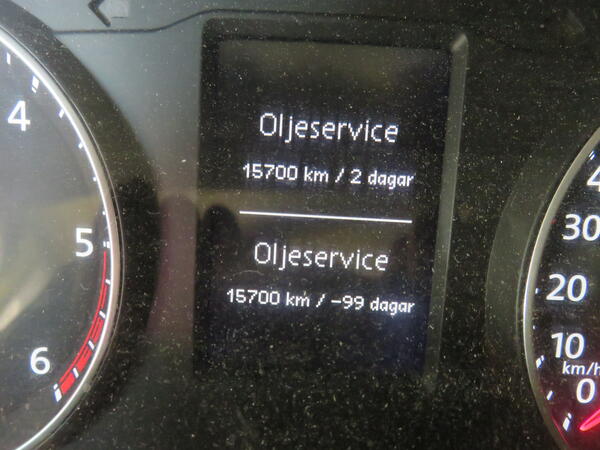 Oljeservice
15700 km / 2 dagar
Oljeservice
15700 km / -99 dagar
4
5
6
30
20
10
km/h
0